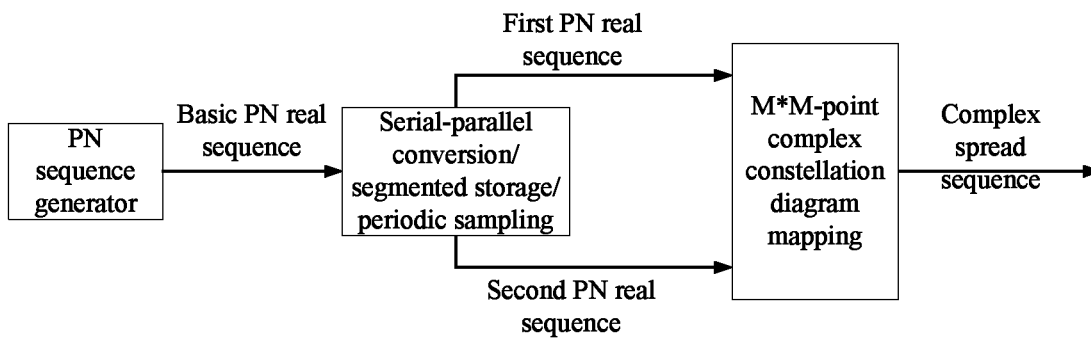 PN
sequence
generator
Basic PN real
sequence
Serial-parallel
conversion/
segmented storage/
periodic sampling
First PN real
sequence
Second PN real
sequence
M*M-point
complex
constellation
diagram
mapping
Complex
spread
sequence